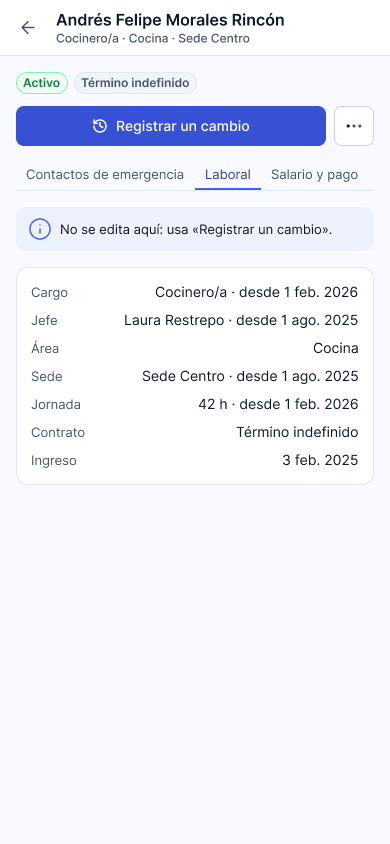 Andrés Felipe Morales Rincón
Cocinero/a · Cocina · Sede Centro
Activo Término indefinido
Registrar un cambio
Contactos de emergencia Laboral Salario y pago
No se edita aquí: usa «Registrar un cambio».
Cargo Cocinero/a · desde 1 feb. 2026
Jefe Laura Restrepo · desde 1 ago. 2025
Área Cocina
Sede Sede Centro · desde 1 ago. 2025
Jornada 42 h · desde 1 feb. 2026
Contrato Término indefinido
Ingreso 3 feb. 2025